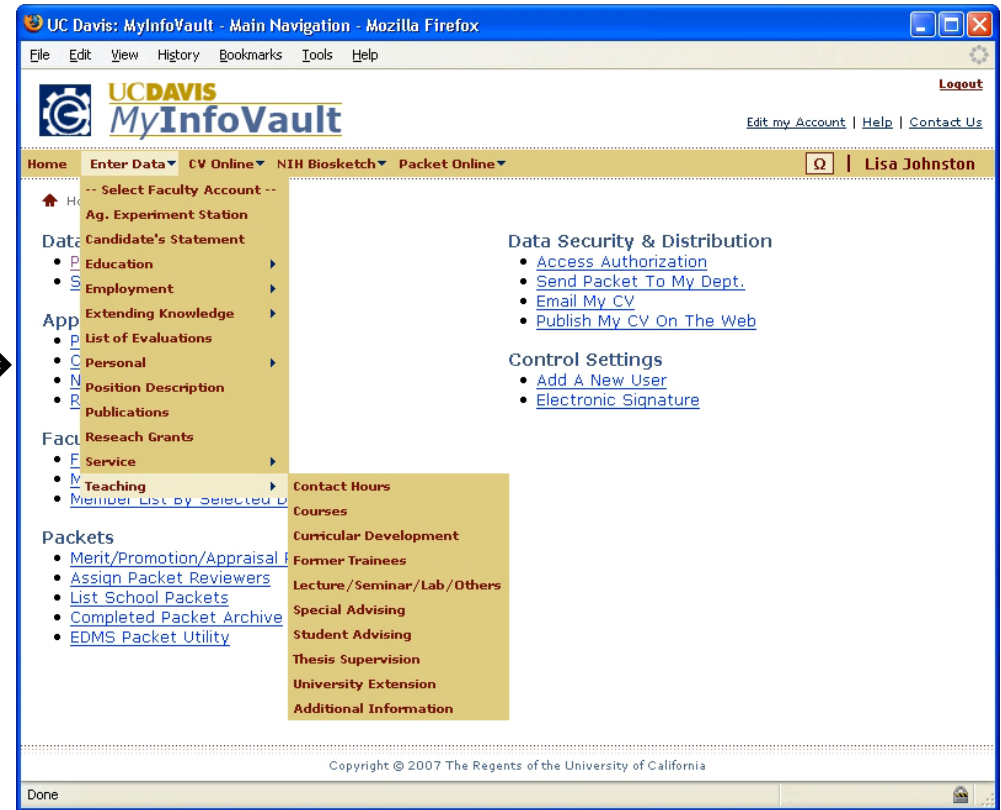 UC Davis: MyInfoVault - Main Navigation - Mozilla Firefox
File Edit View History Bookmarks Tools Help
Logout
UCDAVIS
MyInfoVault
Edit my Account | Help | Contact Us
Home Enter Data CV Online NIH Biosketch Packet Online Ω | Lisa Johnston
-- Select Faculty Account --
Ag. Experiment Station
Candidate's Statement
Education
Employment
Extending Knowledge
List of Evaluations
Personal
Position Description
Publications
Reseach Grants
Service
Teaching
Contact Hours
Courses
Curricular Development
Former Trainees
Lecture/Seminar/Lab/Others
Special Advising
Student Advising
Thesis Supervision
University Extension
Additional Information
Member List By Selected D
Packets
Merit/Promotion/Appraisal
Assign Packet Reviewers
List School Packets
Completed Packet Archive
EDMS Packet Utility
Data Security & Distribution
Access Authorization
Send Packet To My Dept.
Email My CV
Publish My CV On The Web
Control Settings
Add A New User
Electronic Signature
Copyright © 2007 The Regents of the University of California
Done